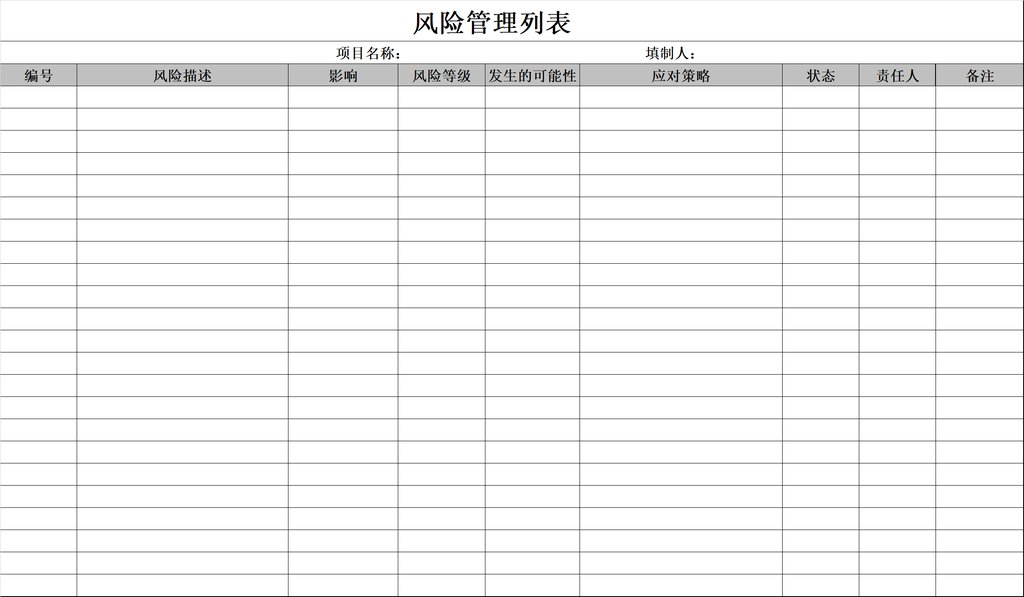 风险管理列表
项目名称: 填制人:
编号 风险描述 影响 风险等级 发生的可能性 应对策略 状态 责任人 备注